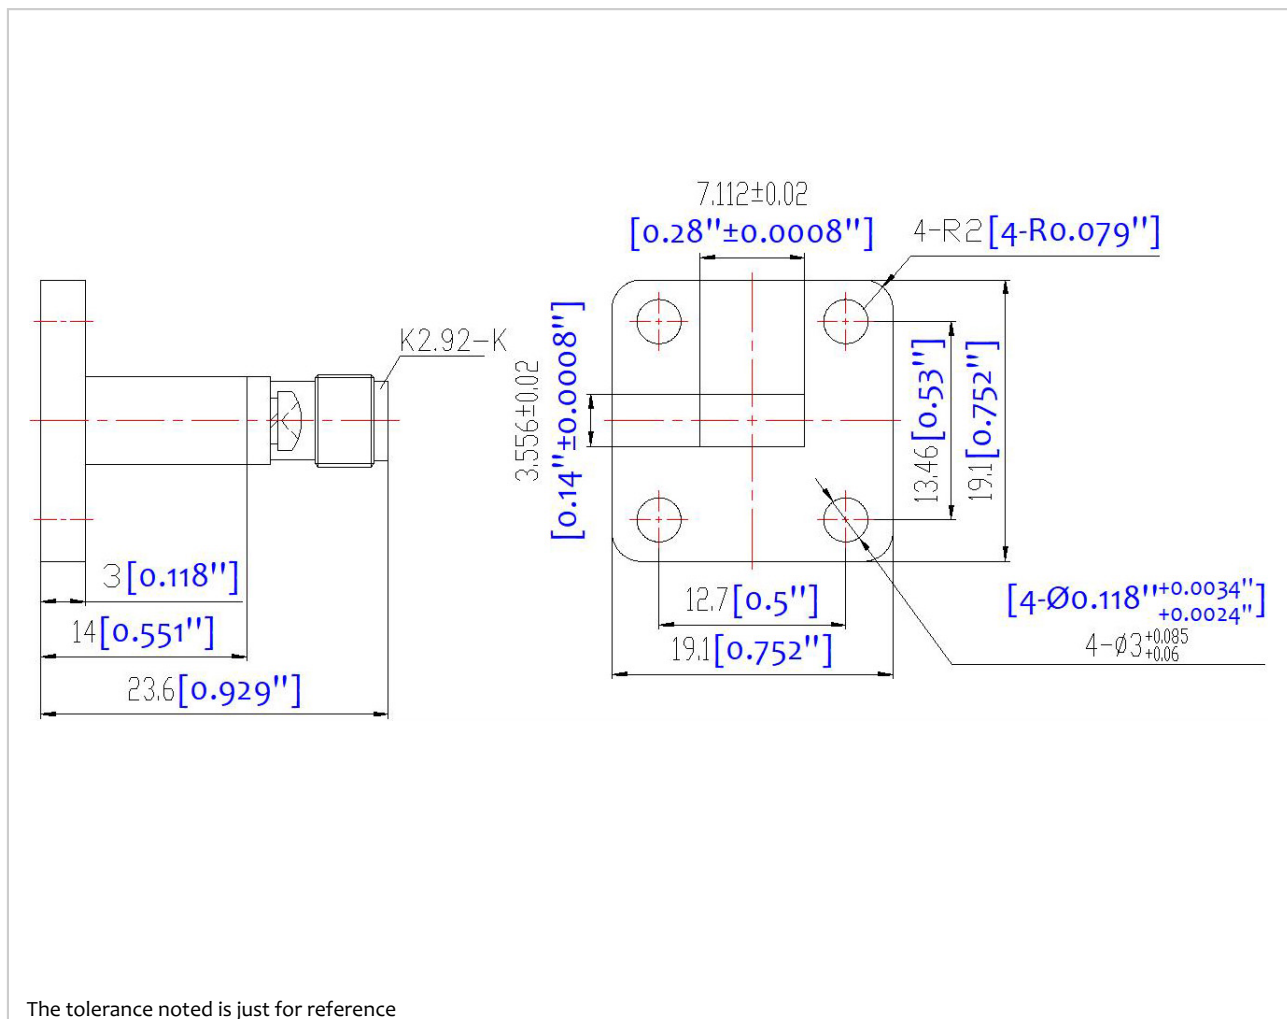 7.112±0.02
[0.28"±0.0008"]
4-R2[4-R0.079"]
K2.92-K
3.556±0.02
[0.14"±0.0008"]
13.46[0.53"]
19.1[0.752"]
3[0.118"]
14[0.551"]
23.6[0.929"]
12.7[0.5"]
19.1[0.752"]
[4-Ø0.118"+0.0034" +0.0024"]
4-ø3+0.085 +0.06
The tolerance noted is just for reference